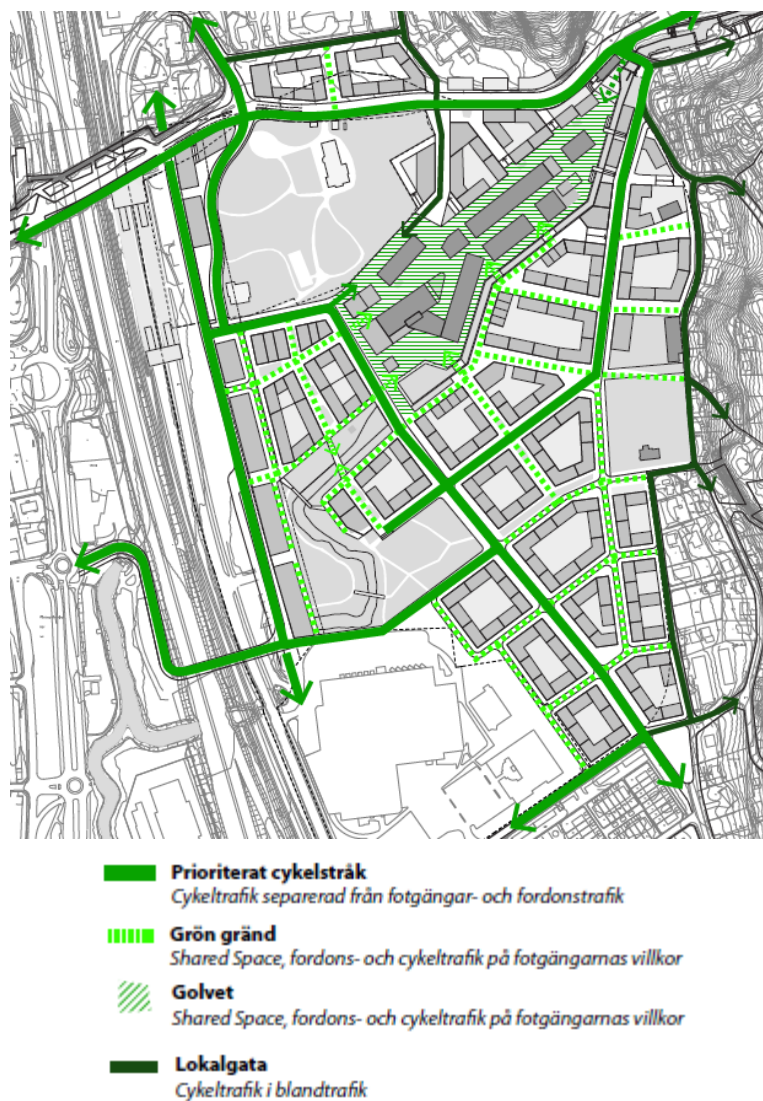 Prioriterat cykelstråk
Cykeltrafik separerad från fotgängar- och fordonstrafik
Grön gränd
Shared Space, fordons- och cykeltrafik på fotgängarnas villkor
Golvet
Shared Space, fordons- och cykeltrafik på fotgängarnas villkor
Lokalgata
Cykeltrafik i blandtrafik